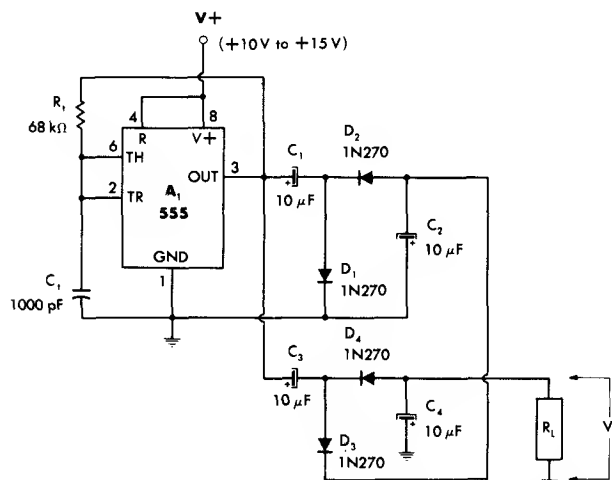 V+
(+10V to +15V)
R₁
68 kΩ
4
8
R
V+
6
TH
2
TR
A₁
555
OUT
3
GND
1
C₁
1000 pF
C₁
10 µF
D₂
1N270
C₂
10 µF
D₁
1N270
C₃
10 µF
D₄
1N270
C₄
10 µF
D₃
1N270
R_L
V